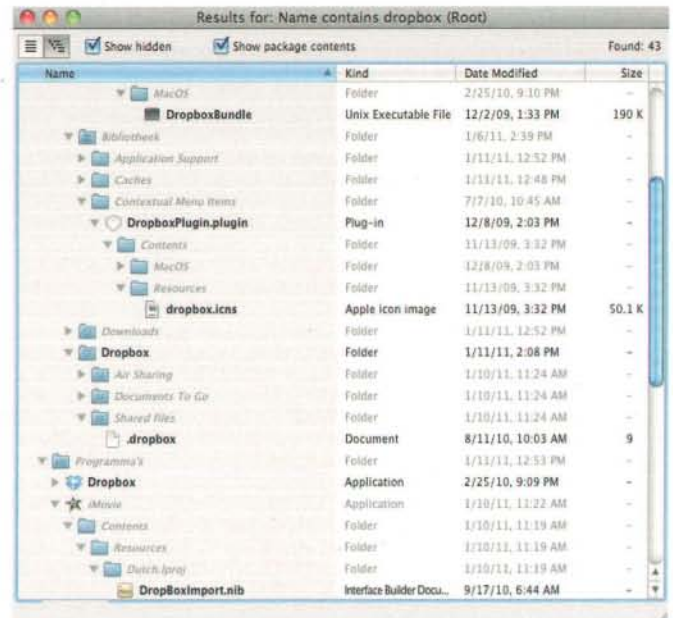 Results for: Name contains dropbox (Root)
Show hidden Show package contents Found: 43
Name Kind Date Modified Size
MacOS Folder 2/25/10, 9:10 PM -
DropboxBundle Unix Executable File 12/2/09, 1:33 PM 190 K
Bibliotheek Folder 1/6/11, 2:39 PM -
Application Support Folder 1/11/11, 12:52 PM -
Caches Folder 1/11/11, 12:48 PM -
Contextual Menu Items Folder 7/7/10, 10:45 AM -
DropboxPlugin.plugin Plug-in 12/8/09, 2:03 PM -
Contents Folder 11/13/09, 3:32 PM -
MacOS Folder 12/8/09, 2:03 PM -
Resources Folder 11/13/09, 3:32 PM -
dropbox.icns Apple icon image 11/13/09, 3:32 PM 50.1 K
Downloads Folder 1/11/11, 12:52 PM -
Dropbox Folder 1/11/11, 2:08 PM -
Air Sharing Folder 1/10/11, 11:24 AM -
Documents To Go Folder 1/10/11, 11:24 AM -
Shared files Folder 1/10/11, 11:24 AM -
.dropbox Document 8/11/10, 10:03 AM 9
Programma's Folder 1/11/11, 12:53 PM -
Dropbox Application 2/25/10, 9:09 PM -
iMovie Application 1/10/11, 11:22 AM -
Contents Folder 1/10/11, 11:19 AM -
Resources Folder 1/10/11, 11:19 AM -
Dutch.lproj Folder 1/10/11, 11:19 AM -
DropBoxImport.nib Interface Builder Docu... 9/17/10, 6:44 AM -